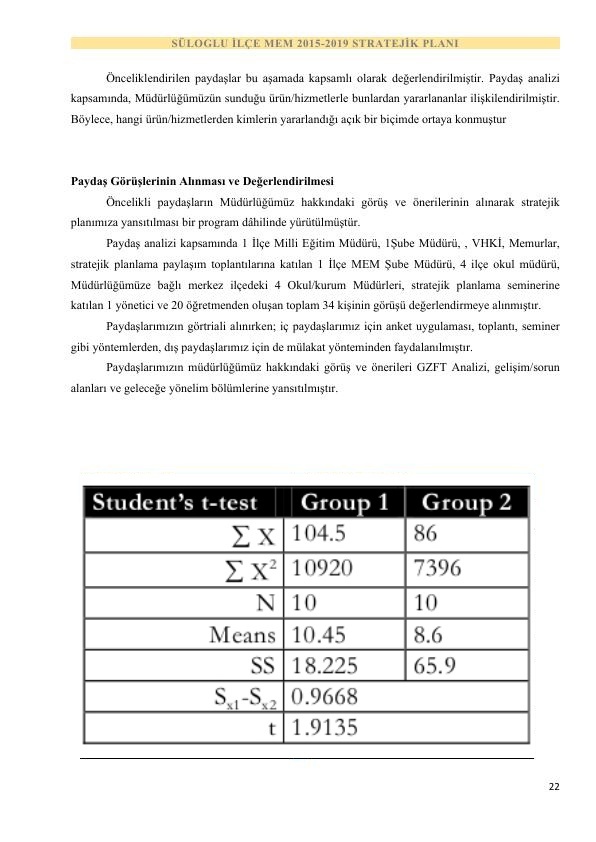 SÜLOGLU İLÇE MEM 2015-2019 STRATEJİK PLANI
Önceliklendirilen paydaşlar bu aşamada kapsamlı olarak değerlendirilmiştir. Paydaş analizi
kapsamında, Müdürlüğümüzün sunduğu ürün/hizmetlerle bunlardan yararlananlar ilişkilendirilmiştir.
Böylece, hangi ürün/hizmetlerden kimlerin yararlandığı açık bir biçimde ortaya konmuştur
Paydaş Görüşlerinin Alınması ve Değerlendirilmesi
Öncelikli paydaşların Müdürlüğümüz hakkındaki görüş ve önerilerinin alınarak stratejik
planımıza yansıtılması bir program dâhilinde yürütülmüştür.
Paydaş analizi kapsamında 1 İlçe Milli Eğitim Müdürü, 1Şube Müdürü, , VHKİ, Memurlar,
stratejik planlama paylaşım toplantılarına katılan 1 İlçe MEM Şube Müdürü, 4 ilçe okul müdürü,
Müdürlüğümüze bağlı merkez ilçedeki 4 Okul/kurum Müdürleri, stratejik planlama seminerine
katılan 1 yönetici ve 20 öğretmenden oluşan toplam 34 kişinin görüşü değerlendirmeye alınmıştır.
Paydaşlarımızın görtriali alınırken; iç paydaşlarımız için anket uygulaması, toplantı, seminer
gibi yöntemlerden, dış paydaşlarımız için de mülakat yönteminden faydalanılmıştır.
Paydaşlarımızın müdürlüğümüz hakkındaki görüş ve önerileri GZFT Analizi, gelişim/sorun
alanları ve geleceğe yönelim bölümlerine yansıtılmıştır.
Student's t-test Group 1 Group 2
∑ X 104.5 86
∑ X² 10920 7396
N 10 10
Means 10.45 8.6
SS 18.225 65.9
Sx1-Sx2 0.9668
t 1.9135
22